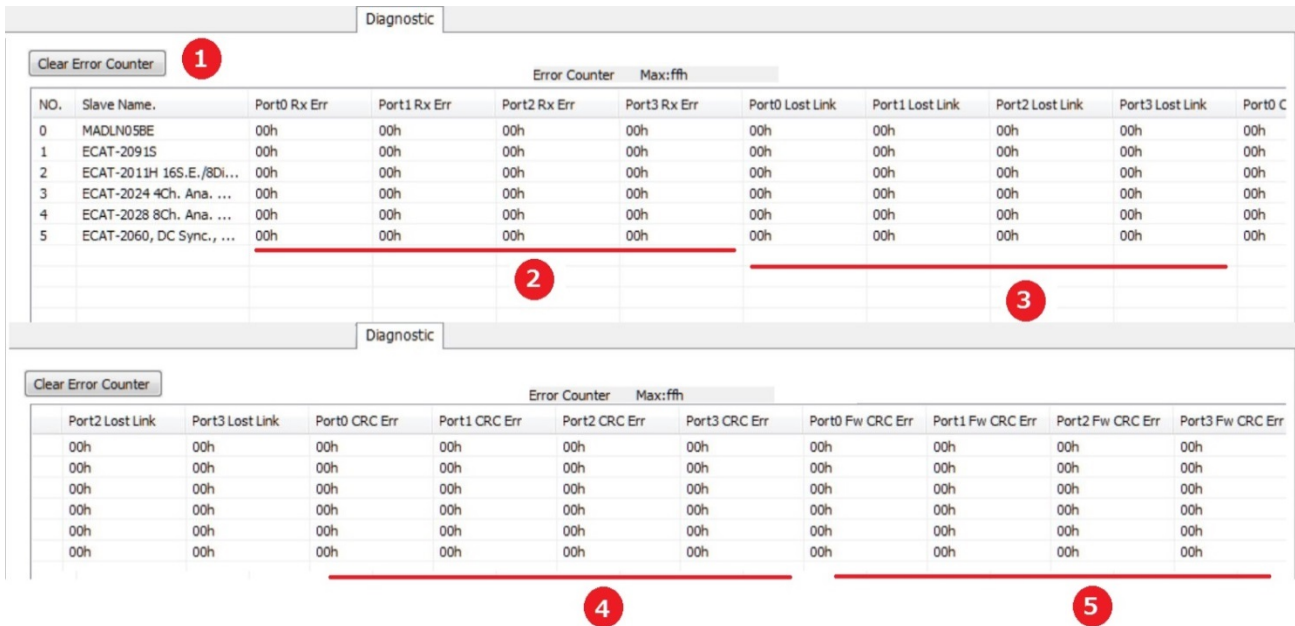 Diagnostic
Clear Error Counter 1
Error Counter Max:ffh
NO. Slave Name. Port0 Rx Err Port1 Rx Err Port2 Rx Err Port3 Rx Err Port0 Lost Link Port1 Lost Link Port2 Lost Link Port3 Lost Link Port0 C
0 MADLN05BE 00h 00h 00h 00h 00h 00h 00h 00h 00h
1 ECAT-2091S 00h 00h 00h 00h 00h 00h 00h 00h 00h
2 ECAT-2011H 16S.E./8Di... 00h 00h 00h 00h 00h 00h 00h 00h 00h
3 ECAT-2024 4Ch. Ana. ... 00h 00h 00h 00h 00h 00h 00h 00h 00h
4 ECAT-2028 8Ch. Ana. ... 00h 00h 00h 00h 00h 00h 00h 00h 00h
5 ECAT-2060, DC Sync., ... 00h 00h 00h 00h 00h 00h 00h 00h 00h
2
3
Diagnostic
Clear Error Counter
Error Counter Max:ffh
Port2 Lost Link Port3 Lost Link Port0 CRC Err Port1 CRC Err Port2 CRC Err Port3 CRC Err Port0 Fw CRC Err Port1 Fw CRC Err Port2 Fw CRC Err Port3 Fw CRC Err
00h 00h 00h 00h 00h 00h 00h 00h 00h 00h
00h 00h 00h 00h 00h 00h 00h 00h 00h 00h
00h 00h 00h 00h 00h 00h 00h 00h 00h 00h
00h 00h 00h 00h 00h 00h 00h 00h 00h 00h
00h 00h 00h 00h 00h 00h 00h 00h 00h 00h
00h 00h 00h 00h 00h 00h 00h 00h 00h 00h
4
5